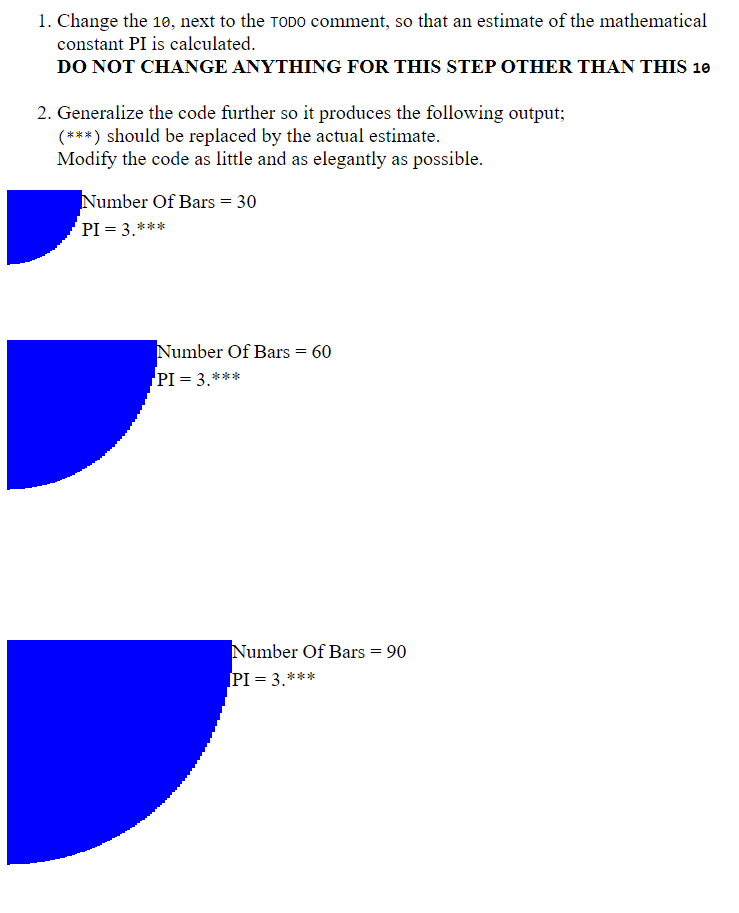 1. Change the 10, next to the TODO comment, so that an estimate of the mathematical
constant PI is calculated.
DO NOT CHANGE ANYTHING FOR THIS STEP OTHER THAN THIS 10
2. Generalize the code further so it produces the following output;
(***) should be replaced by the actual estimate.
Modify the code as little and as elegantly as possible.
Number Of Bars = 30
PI = 3.***
Number Of Bars = 60
PI = 3.***
Number Of Bars = 90
PI = 3.***